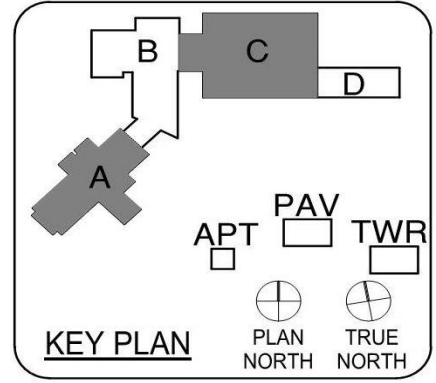 B
C
D
A
PAV
APT
TWR
KEY PLAN
PLAN
NORTH
TRUE
NORTH